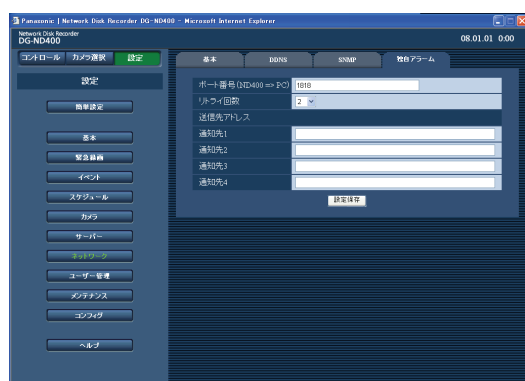 Panasonic | Network Disk Recorder DG-ND400 - Microsoft Internet Explorer
Network Disk Recorder
DG-ND400
08.01.01 0:00
コントロール カメラ選択 設定
基本 DDNS SNMP 独自アラーム
設定
簡単設定
基本
緊急録画
イベント
スケジュール
カメラ
サーバー
ネットワーク
ユーザー管理
メンテナンス
コンフィグ
ヘルプ
ポート番号(ND400 => PC) 1818
リトライ回数 2
送信先アドレス
通知先1
通知先2
通知先3
通知先4
設定保存